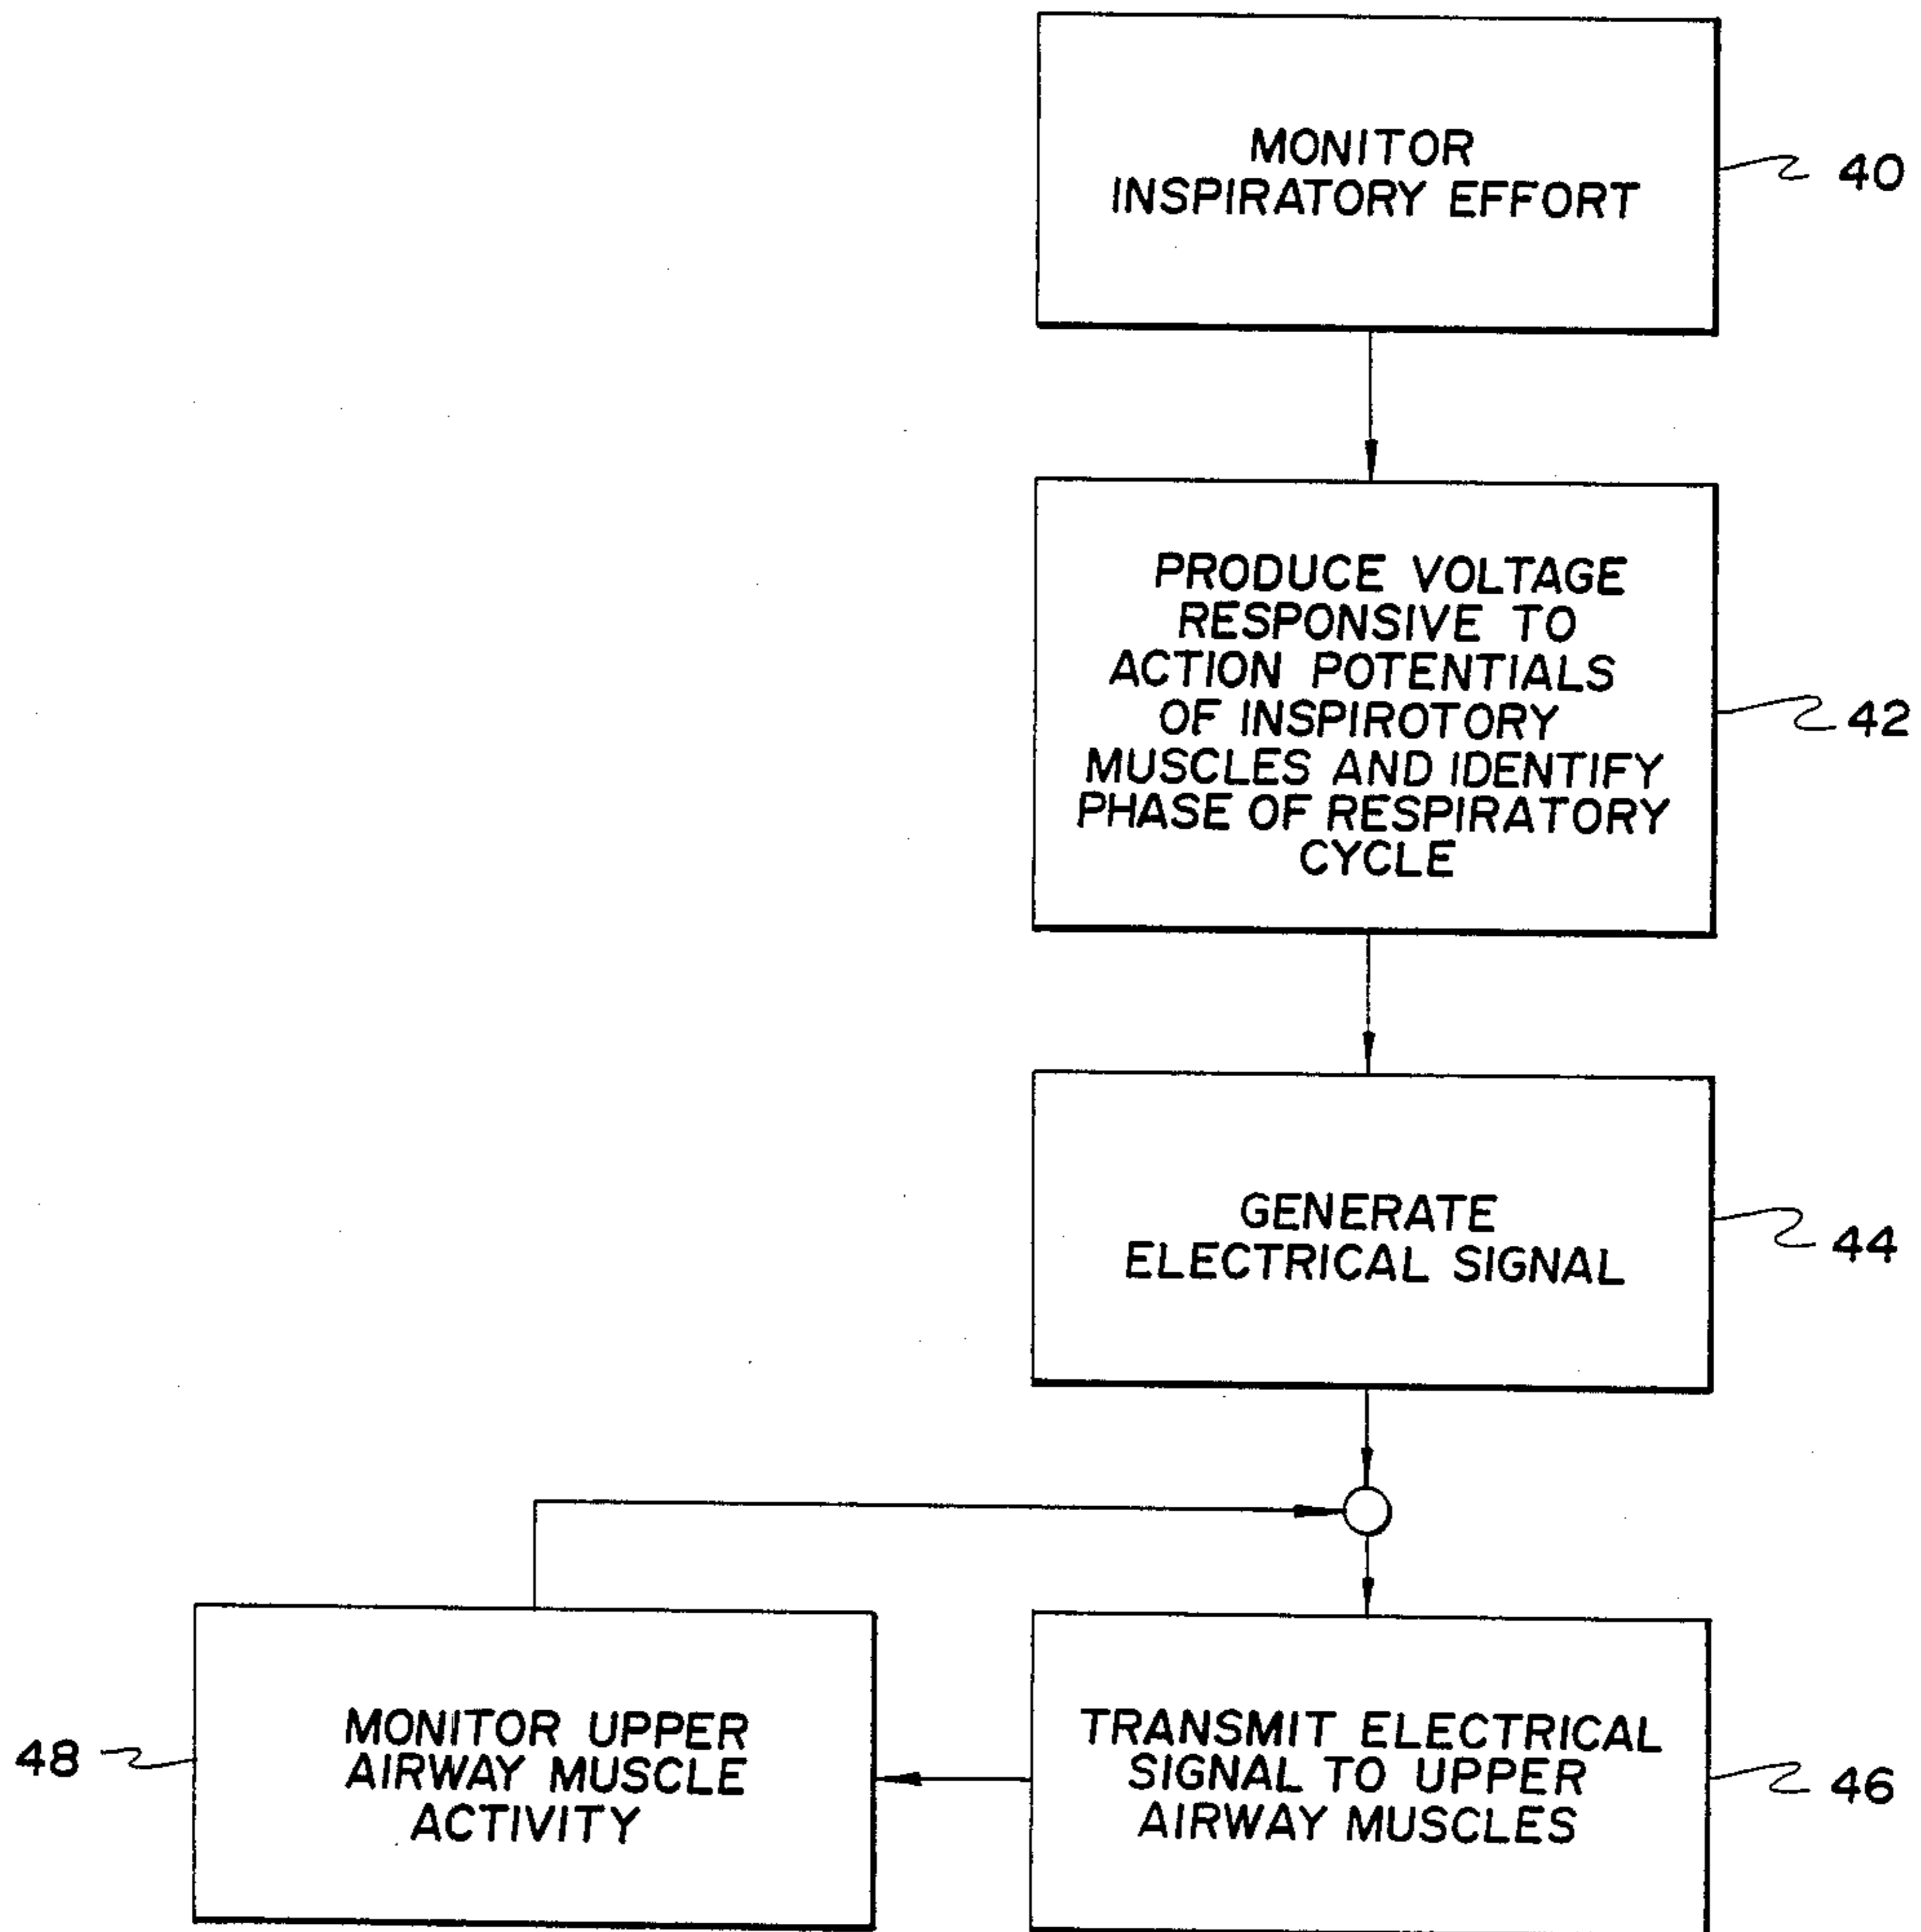 MONITOR
INSPIRATORY EFFORT
40
PRODUCE VOLTAGE
RESPONSIVE TO
ACTION POTENTIALS
OF INSPIROTORY
MUSCLES AND IDENTIFY
PHASE OF RESPIRATORY
CYCLE
42
GENERATE
ELECTRICAL SIGNAL
44
MONITOR UPPER
AIRWAY MUSCLE
ACTIVITY
48
TRANSMIT ELECTRICAL
SIGNAL TO UPPER
AIRWAY MUSCLES
46